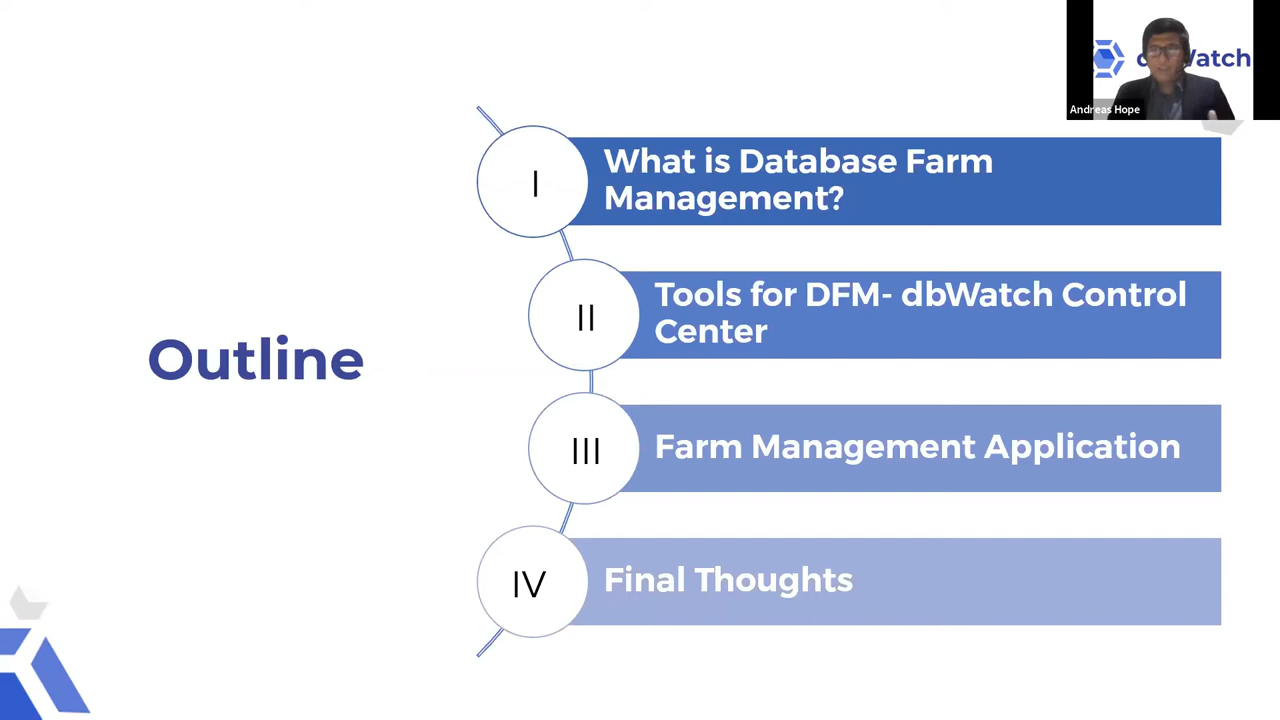 Outline
I
What is Database Farm
Management?
II
Tools for DFM- dbWatch Control
Center
III
Farm Management Application
IV
Final Thoughts
Andreas Hope